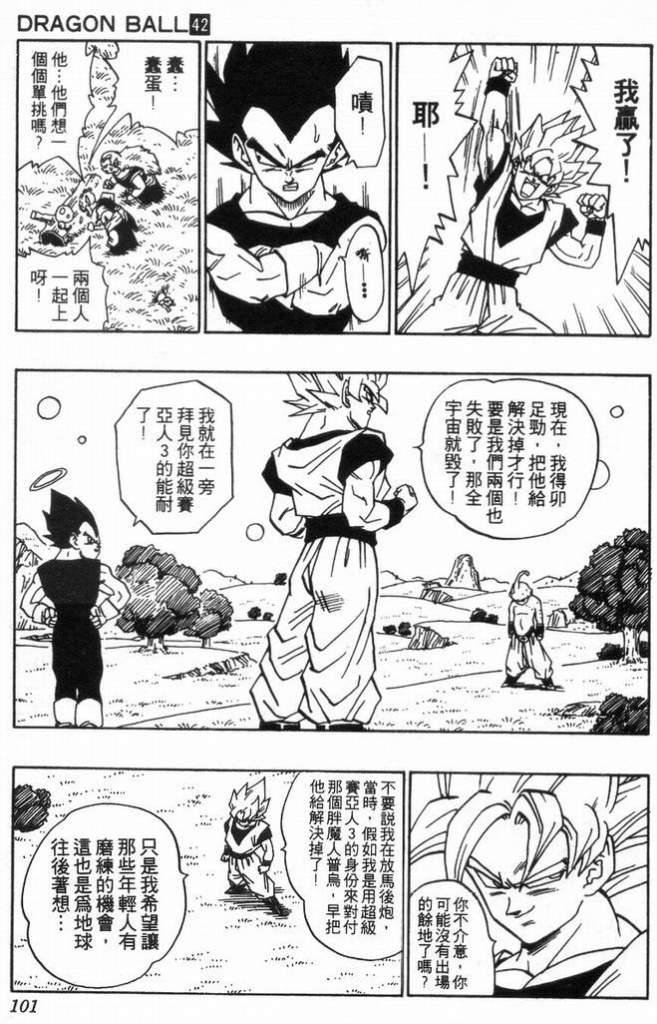 DRAGON BALL 42
我贏了！
耶—！
嘖！
嘶…
蠢…
蠢蛋！
他…他們想一
個個單挑嗎？
兩個人
一起上
呀！
現在，我得卯
足勁，把他給
解決掉才行！
要是我們兩個也
失敗了，那全
宇宙就毀了！
我就在一旁
拜見你超級賽
亞人3的能耐
了！
你不介意，你
可能沒有出場
的餘地了嗎？
不要說我在放馬後炮，
當時，假如我是用超級
賽亞人3的身份來對付
那個胖魔人普烏，早把
他給解決掉了！
只是我希望讓
那些年輕人有
磨練的機會，
這也是為地球
往後著想…
101